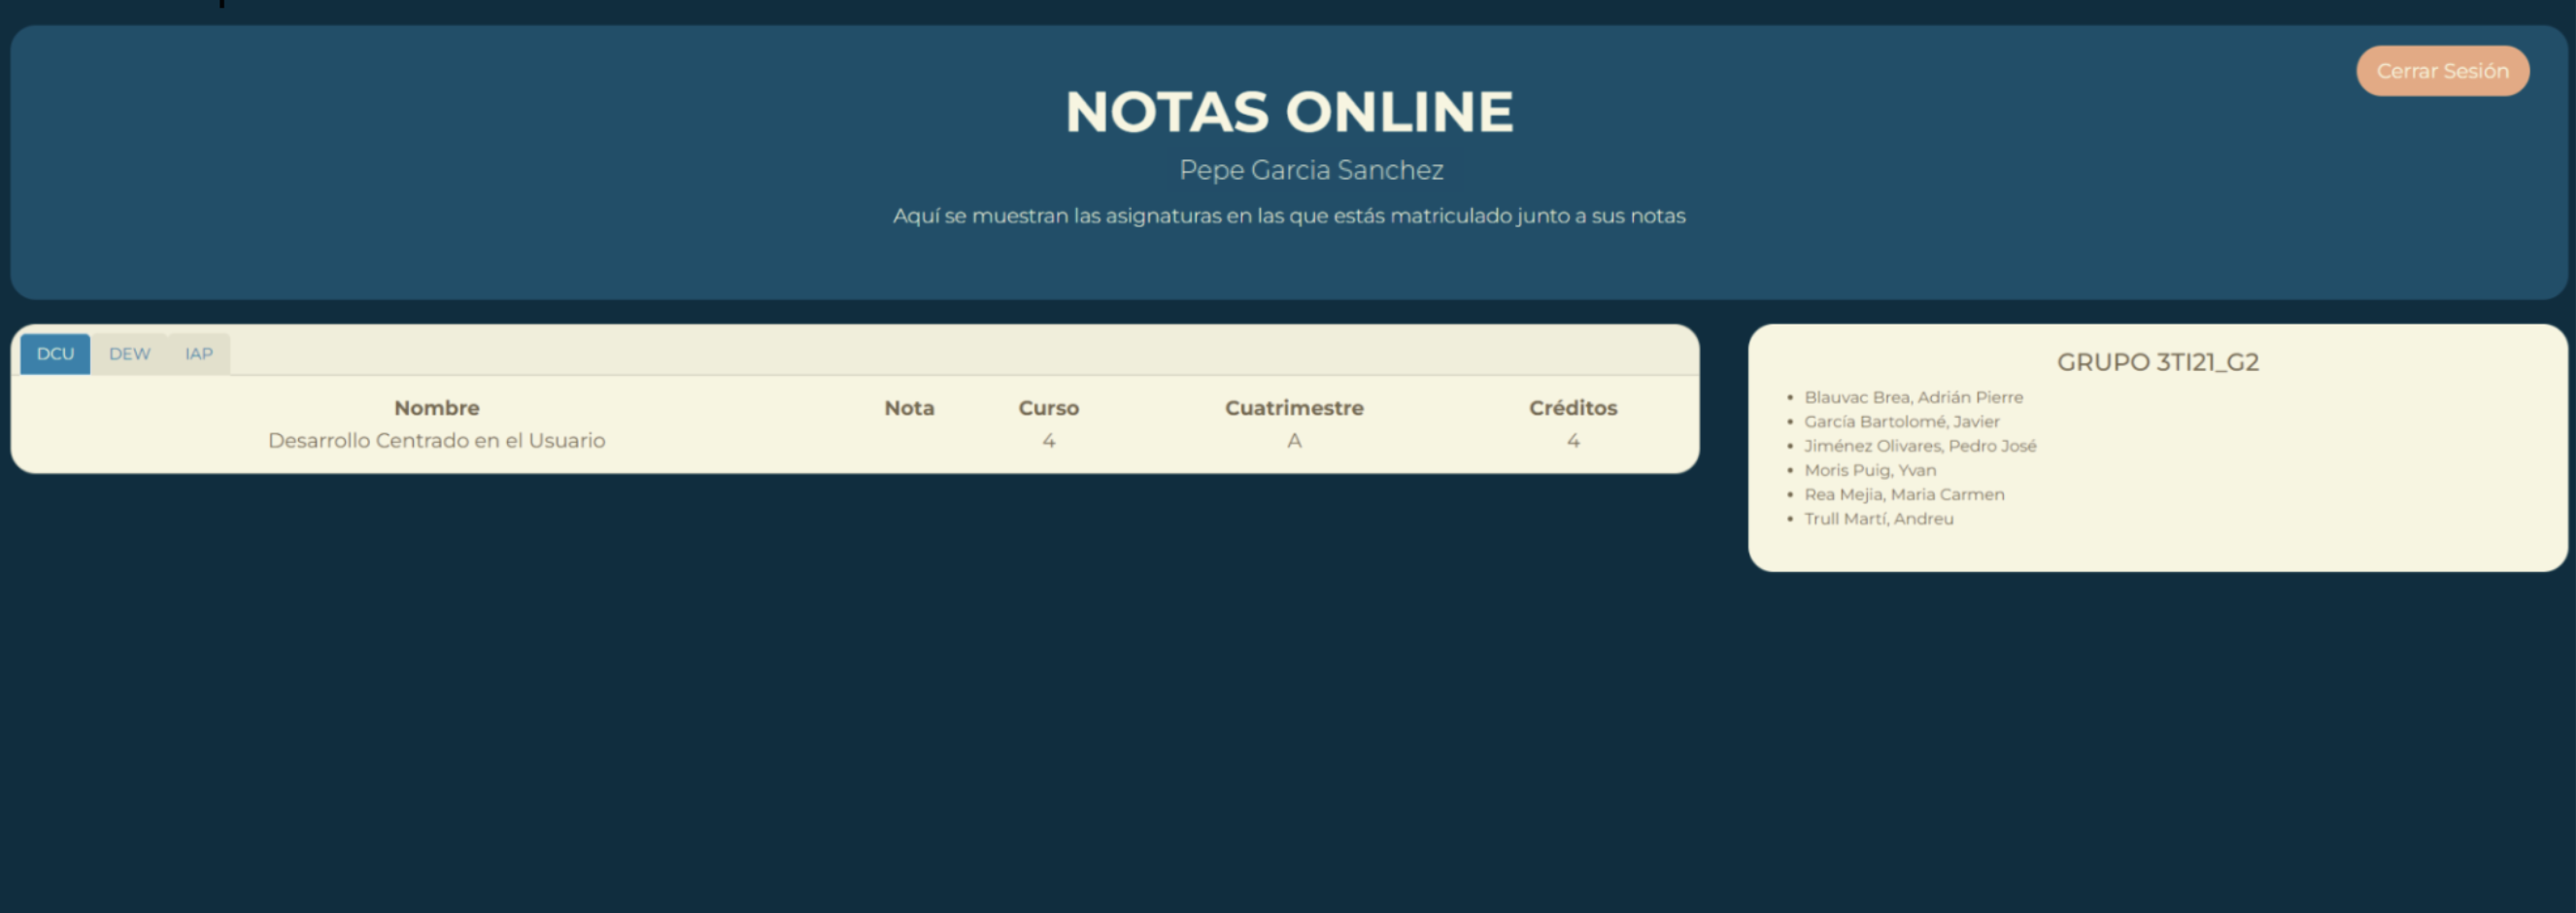 Cerrar Sesión
NOTAS ONLINE
Pepe Garcia Sanchez
Aquí se muestran las asignaturas en las que estás matriculado junto a sus notas
DCU DEW IAP
Nombre Nota Curso Cuatrimestre Créditos
Desarrollo Centrado en el Usuario 4 A 4
GRUPO 3TI21_G2
Blauvac Brea, Adrián Pierre
García Bartolomé, Javier
Jiménez Olivares, Pedro José
Moris Puig, Yvan
Rea Mejia, Maria Carmen
Trull Martí, Andreu